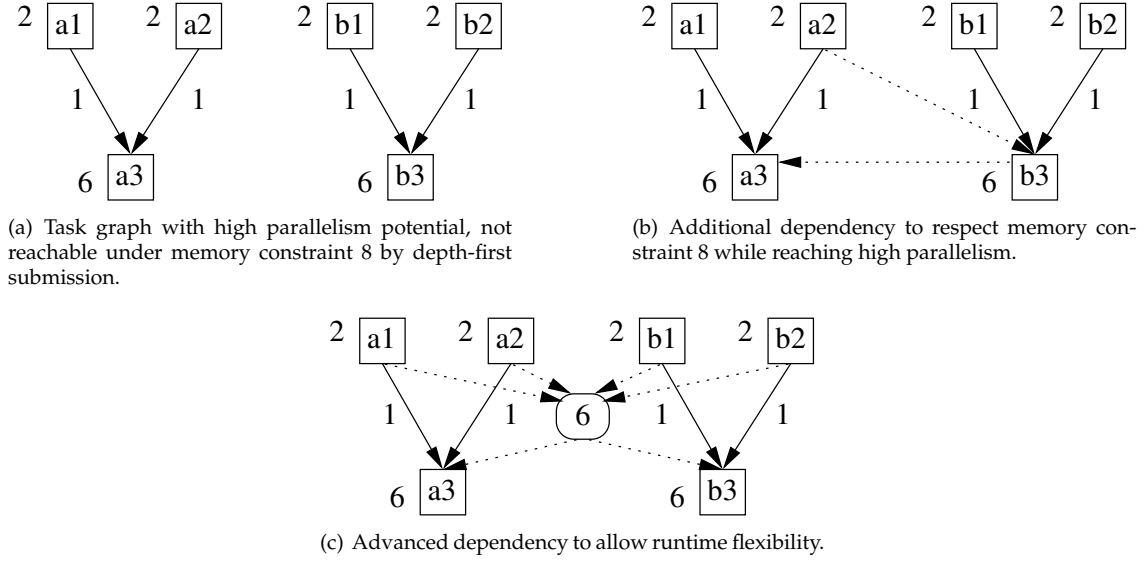 2 a1 2 a2 2 b1 2 b2
1 1 1 1
6 a3 6 b3
(a) Task graph with high parallelism potential, not
reachable under memory constraint 8 by depth-first
submission.
2 a1 2 a2 2 b1 2 b2
1 1 1 1
6 a3 6 b3
(b) Additional dependency to respect memory con-
straint 8 while reaching high parallelism.
2 a1 2 a2 2 b1 2 b2
1 1 6 1 1
6 a3 6 b3
(c) Advanced dependency to allow runtime flexibility.